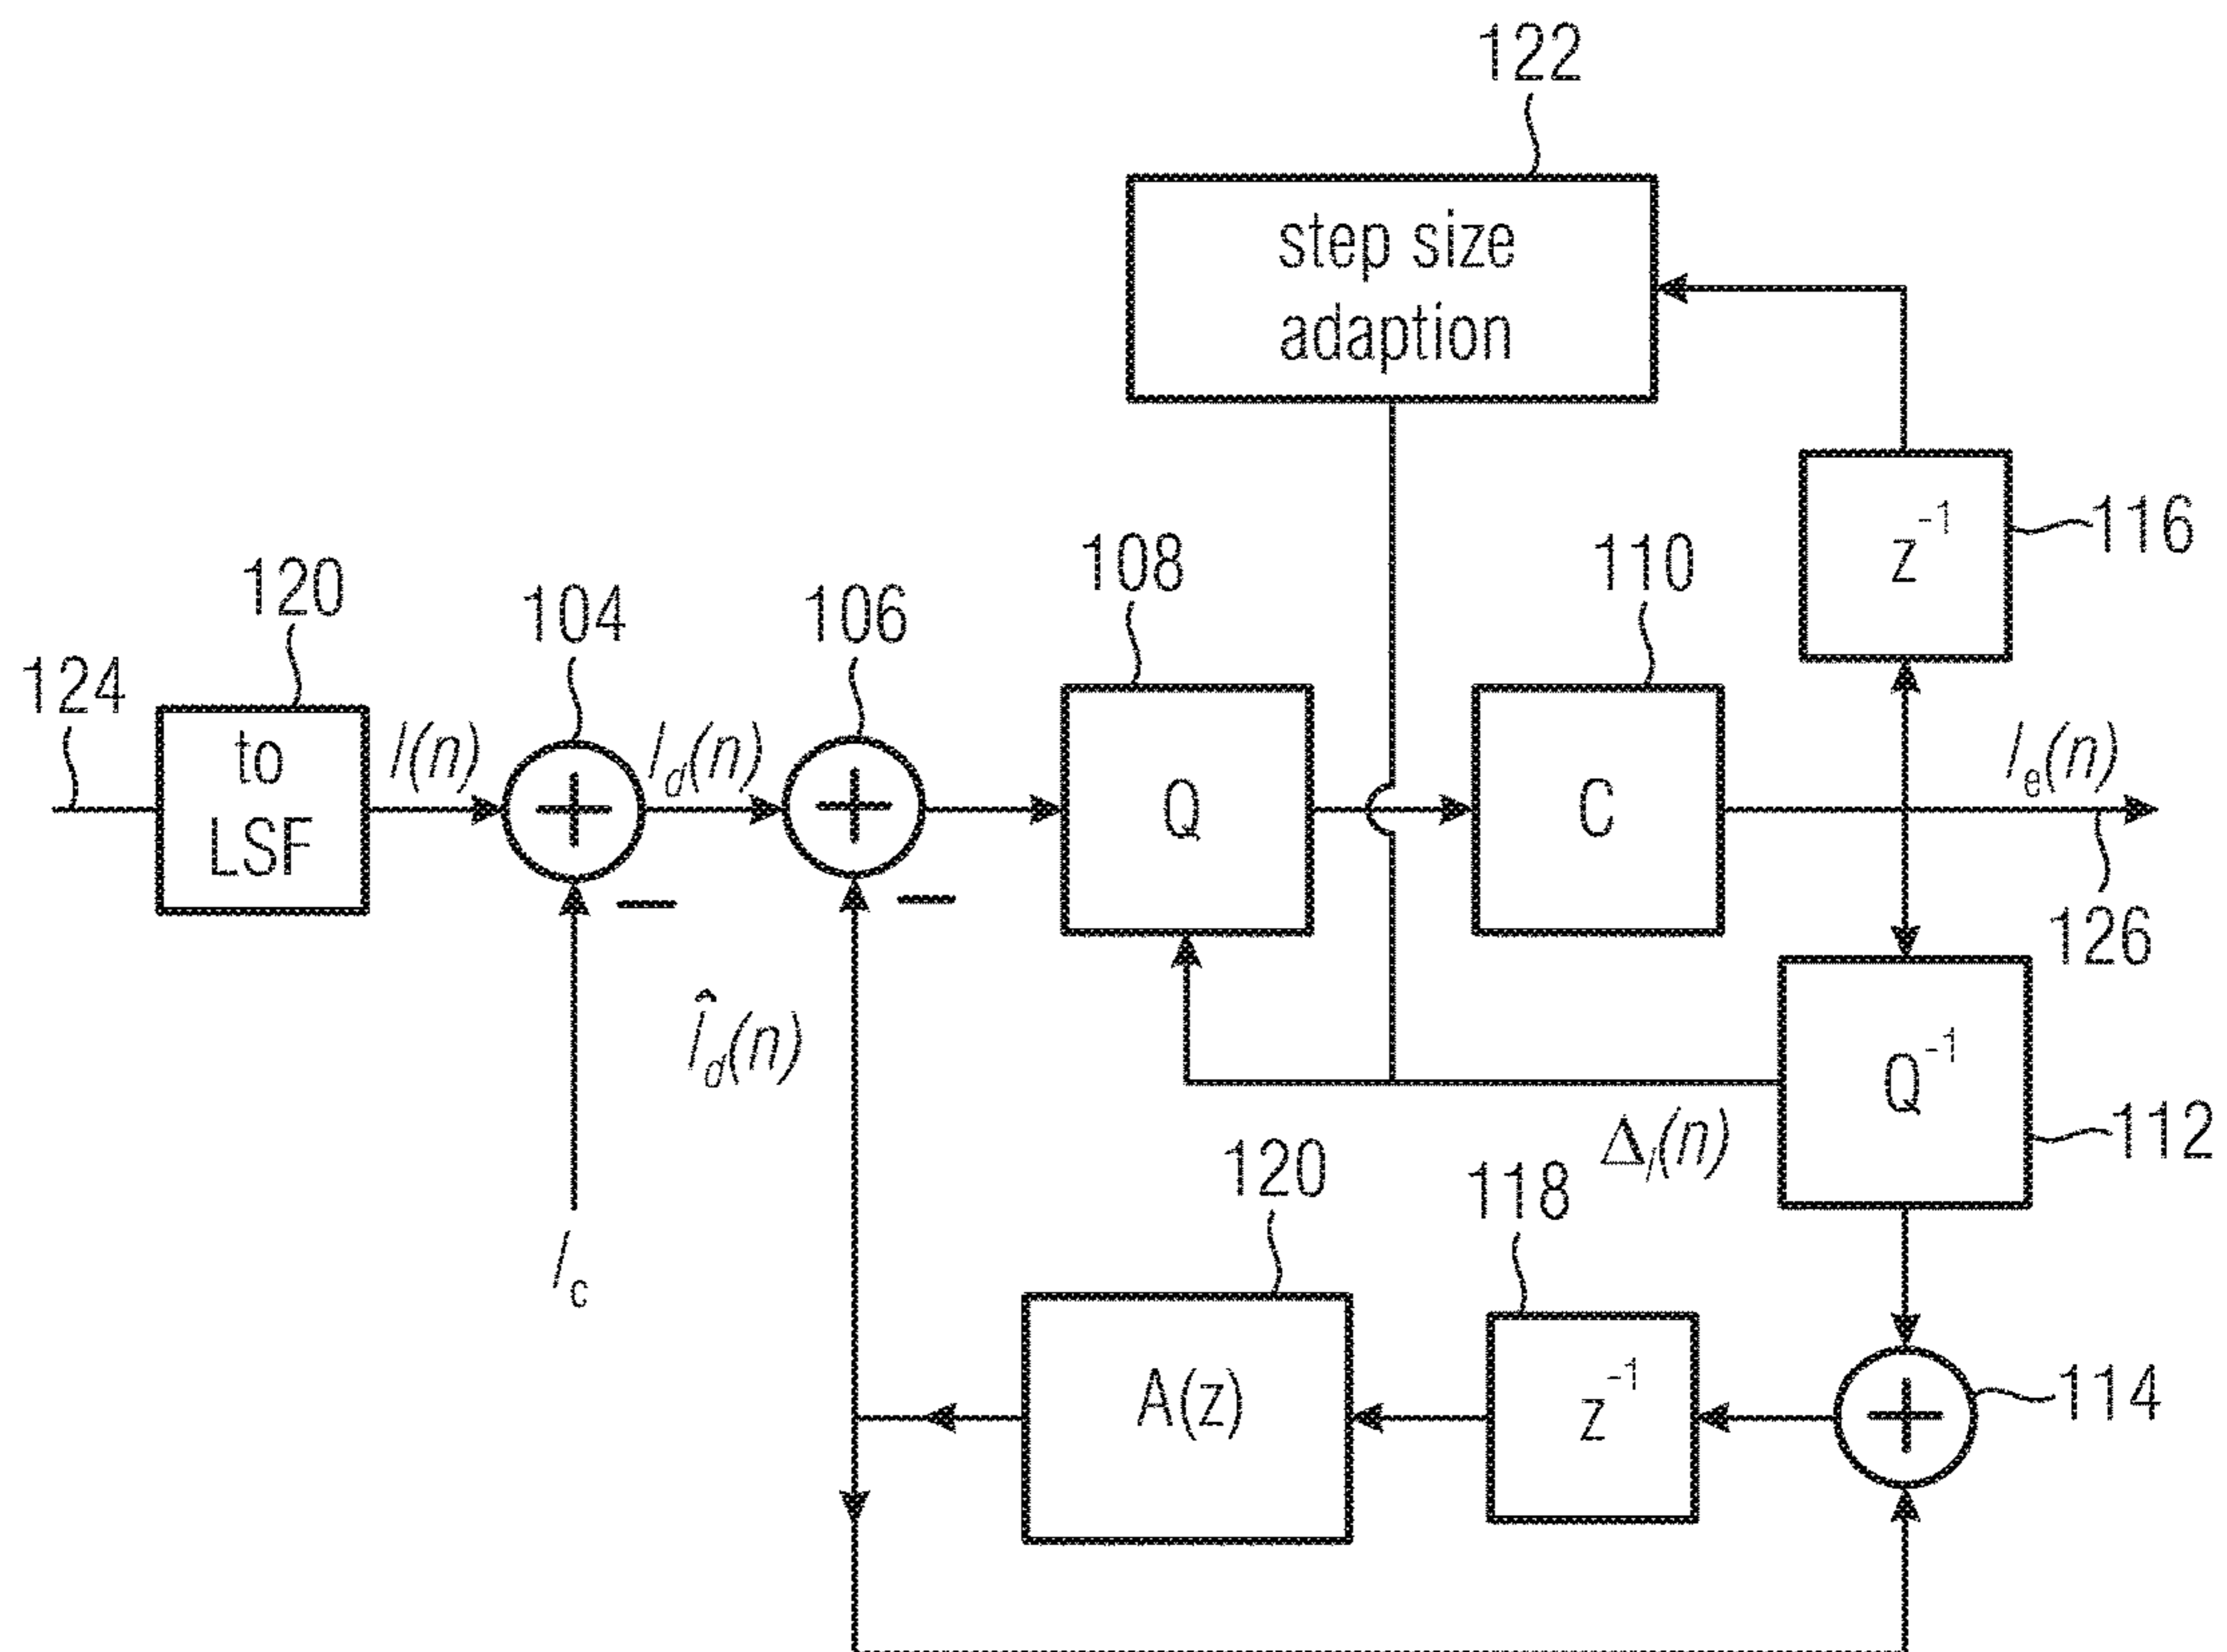 122
step size
adaption
116
z⁻¹
120
104
106
108
110
124
to
LSF
l(n)
l_d(n)
Q
C
l_e(n)
126
l̂_d(n)
Q⁻¹
112
Δ_l(n)
l_c
120
118
A(z)
z⁻¹
114